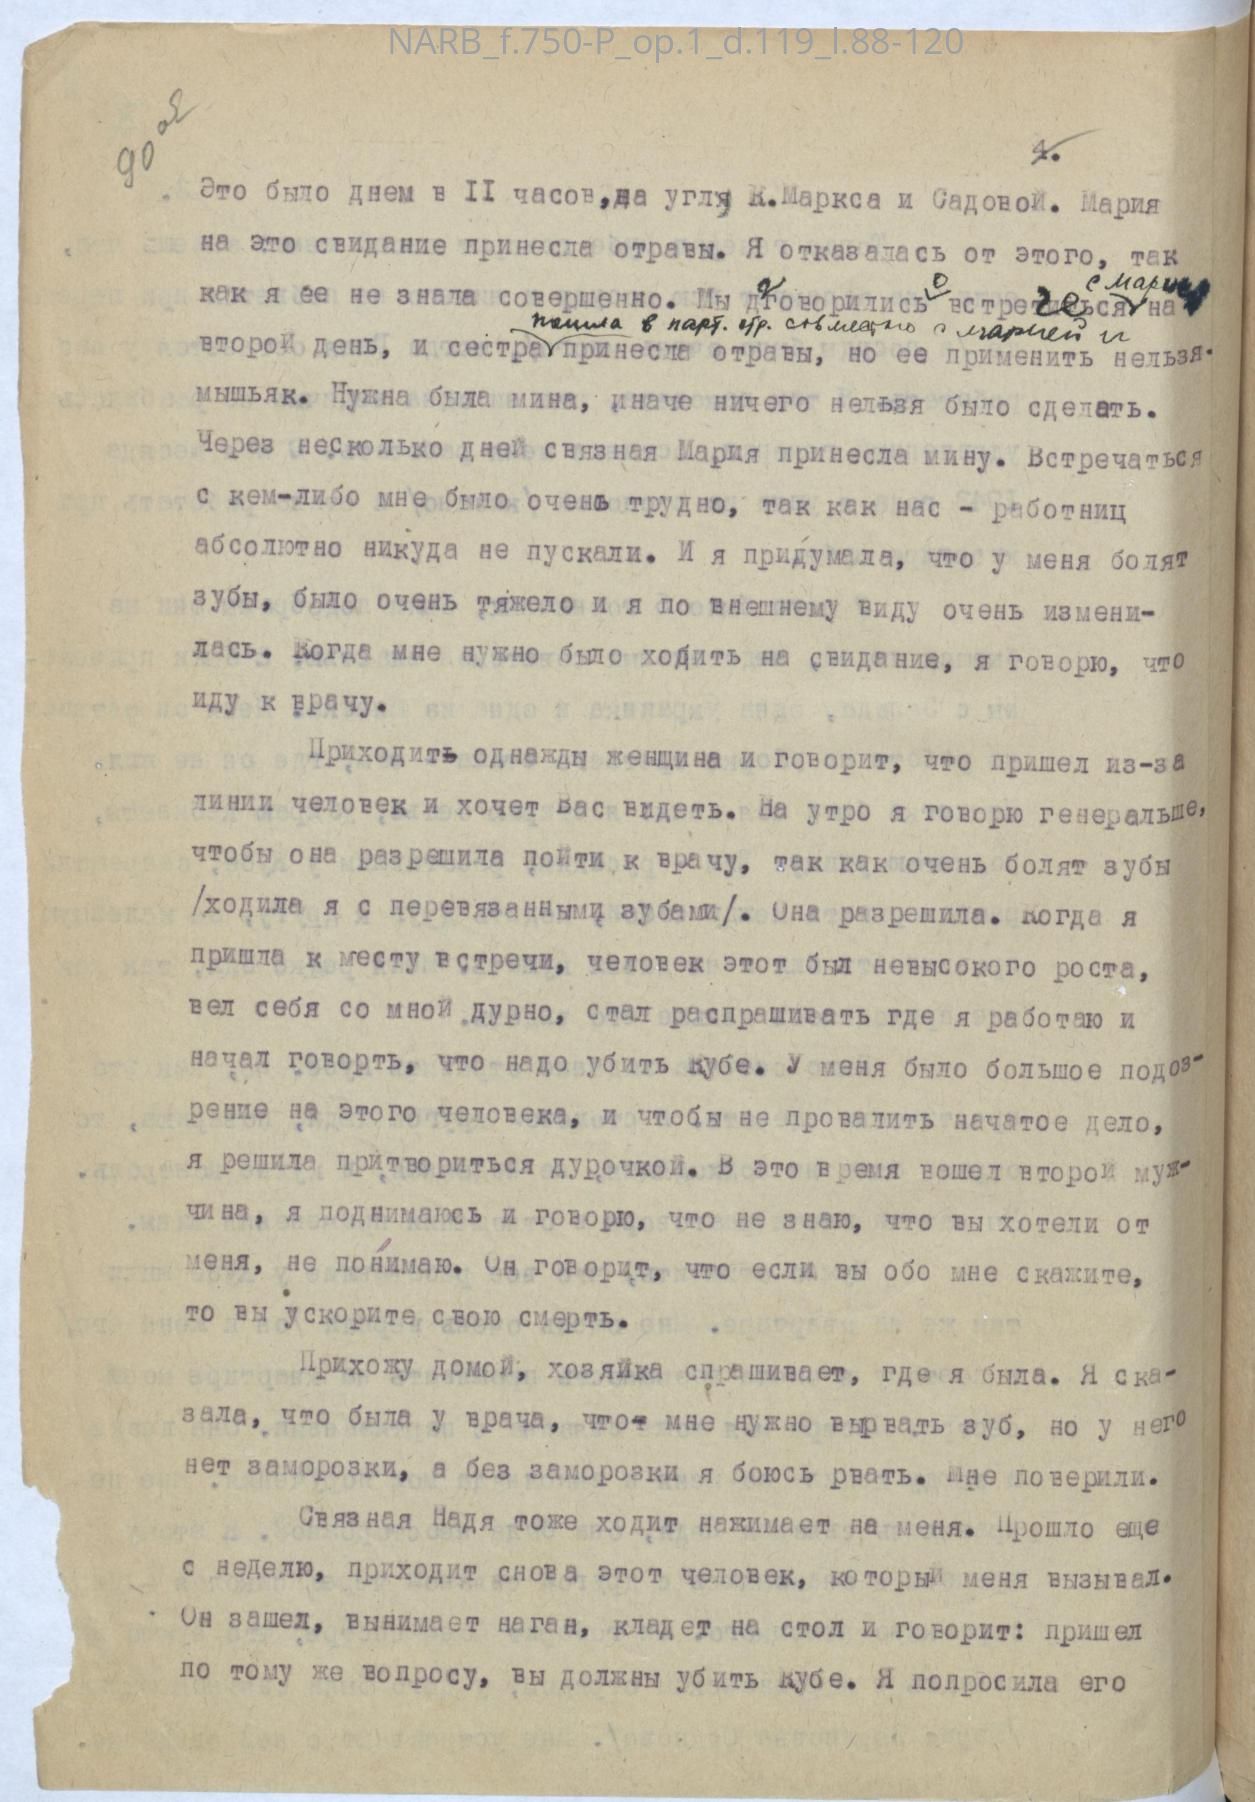 NARB_f.750-P_op.1_d.119_l.88-120
90 об
4.
Это было днем в II часов, на углу К.Маркса и Садовой. Мария
на это свидание принесла отравы. Я отказалась от этого, так
с Марией
как я ее не знала совершенно. Мы договорились встретиться на
пошла в парт. отр. совместно с Марией и
второй день, и сестра принесла отравы, но ее применить нельзя-
мышьяк. Нужна была мина, иначе ничего нельзя было сделать.
Через несколько дней связная Мария принесла мину. Встречаться
с кем-либо мне было очень трудно, так как нас - работниц
абсолютно никуда не пускали. И я придумала, что у меня болят
зубы, было очень тяжело и я по внешнему виду очень измени-
лась. Когда мне нужно было ходить на свидание, я говорю, что
иду к врачу.
Приходить однажды женщина и говорит, что пришел из-за
линии человек и хочет Вас видеть. На утро я говорю генеральше,
чтобы она разрешила пойти к врачу, так как очень болят зубы
/ходила я с перевязанными зубами/. Она разрешила. Когда я
пришла к месту встречи, человек этот был невысокого роста,
вел себя со мной дурно, стал распрашивать где я работаю и
начал говорть, что надо убить Кубе. У меня было большое подоз-
рение на этого человека, и чтобы не провалить начатое дело,
я решила притвориться дурочкой. В это время вошел второй муж-
чина, я поднимаюсь и говорю, что не знаю, что вы хотели от
меня, не понимаю. Он говорит, что если вы обо мне скажите,
то вы ускорите свою смерть.
Прихожу домой, хозяйка спрашивает, где я была. Я ска-
зала, что была у врача, что мне нужно вырвать зуб, но у него
нет заморозки, а без заморозки я боюсь рвать. Мне поверили.
Связная Надя тоже ходит нажимает на меня. Прошло еще
с неделю, приходит снова этот человек, который меня вызывал.
Он зашел, вынимает наган, кладет на стол и говорит: пришел
по тому же вопросу, вы должны убить Кубе. Я попросила его